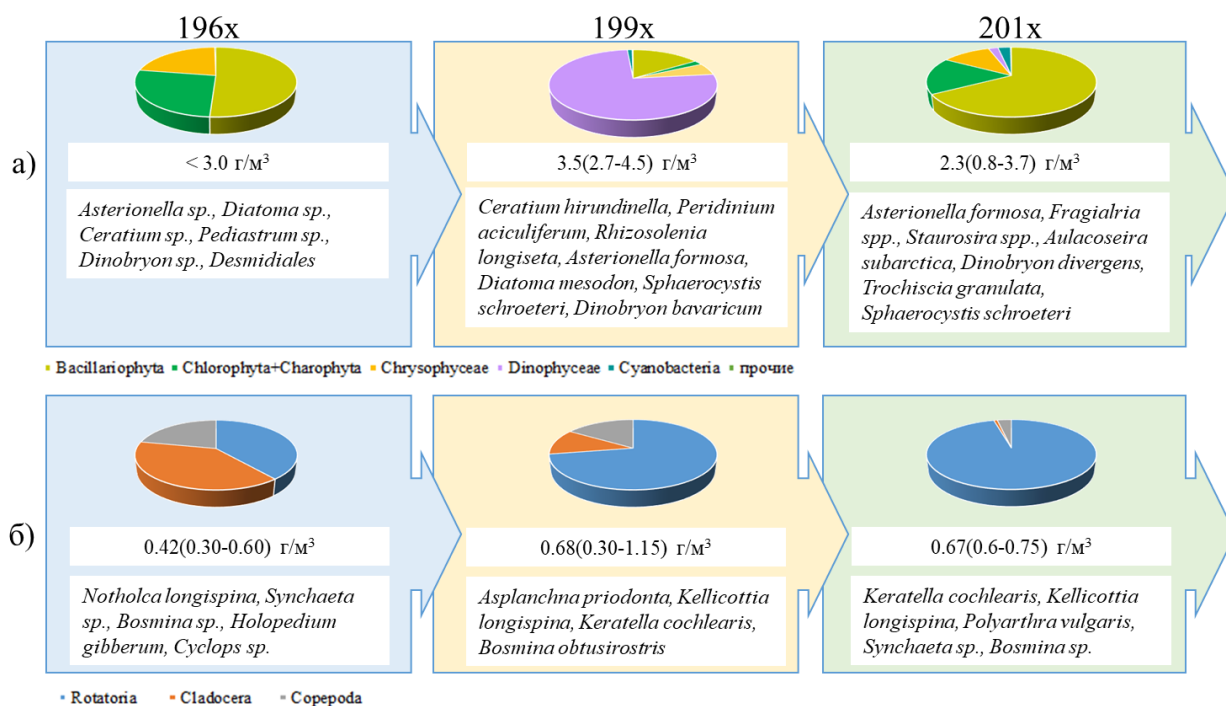 196x
199x
201x
а)
< 3.0 г/м³
3.5(2.7-4.5) г/м³
2.3(0.8-3.7) г/м³
Asterionella sp., Diatoma sp.,
Ceratium sp., Pediastrum sp.,
Dinobryon sp., Desmidiales
Ceratium hirundinella, Peridinium
aciculiferum, Rhizosolenia
longiseta, Asterionella formosa,
Diatoma mesodon, Sphaerocystis
schroeteri, Dinobryon bavaricum
Asterionella formosa, Fragialria
spp., Staurosira spp., Aulacoseira
subarctica, Dinobryon divergens,
Trochiscia granulata,
Sphaerocystis schroeteri
Bacillariophyta Chlorophyta+Charophyta Chrysophyceae Dinophyceae Cyanobacteria прочие
б)
0.42(0.30-0.60) г/м³
0.68(0.30-1.15) г/м³
0.67(0.6-0.75) г/м³
Notholca longispina, Synchaeta
sp., Bosmina sp., Holopedium
gibberum, Cyclops sp.
Asplanchna priodonta, Kellicottia
longispina, Keratella cochlearis,
Bosmina obtusirostris
Keratella cochlearis, Kellicottia
longispina, Polyarthra vulgaris,
Synchaeta sp., Bosmina sp.
Rotatoria Cladocera Copepoda